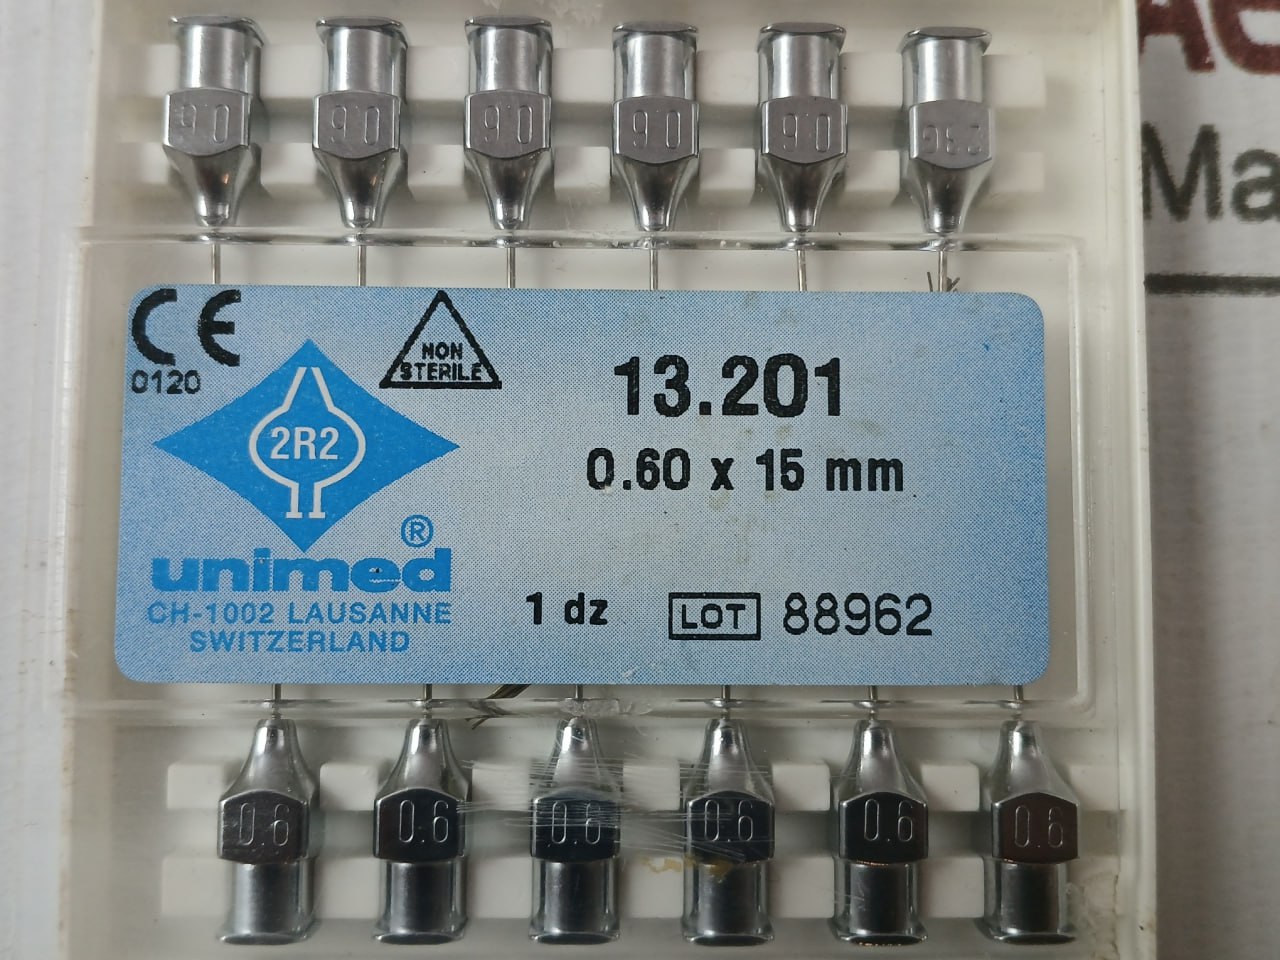 0.6 0.6 0.6 0.6 0.6 2R2
Ma
CE
0120
NON
STERILE
13.201
2R2
0.60 x 15 mm
®
unimed
CH-1002 LAUSANNE
SWITZERLAND
1 dz LOT 88962
0.6 0.6 0.6 0.6 0.6 0.6